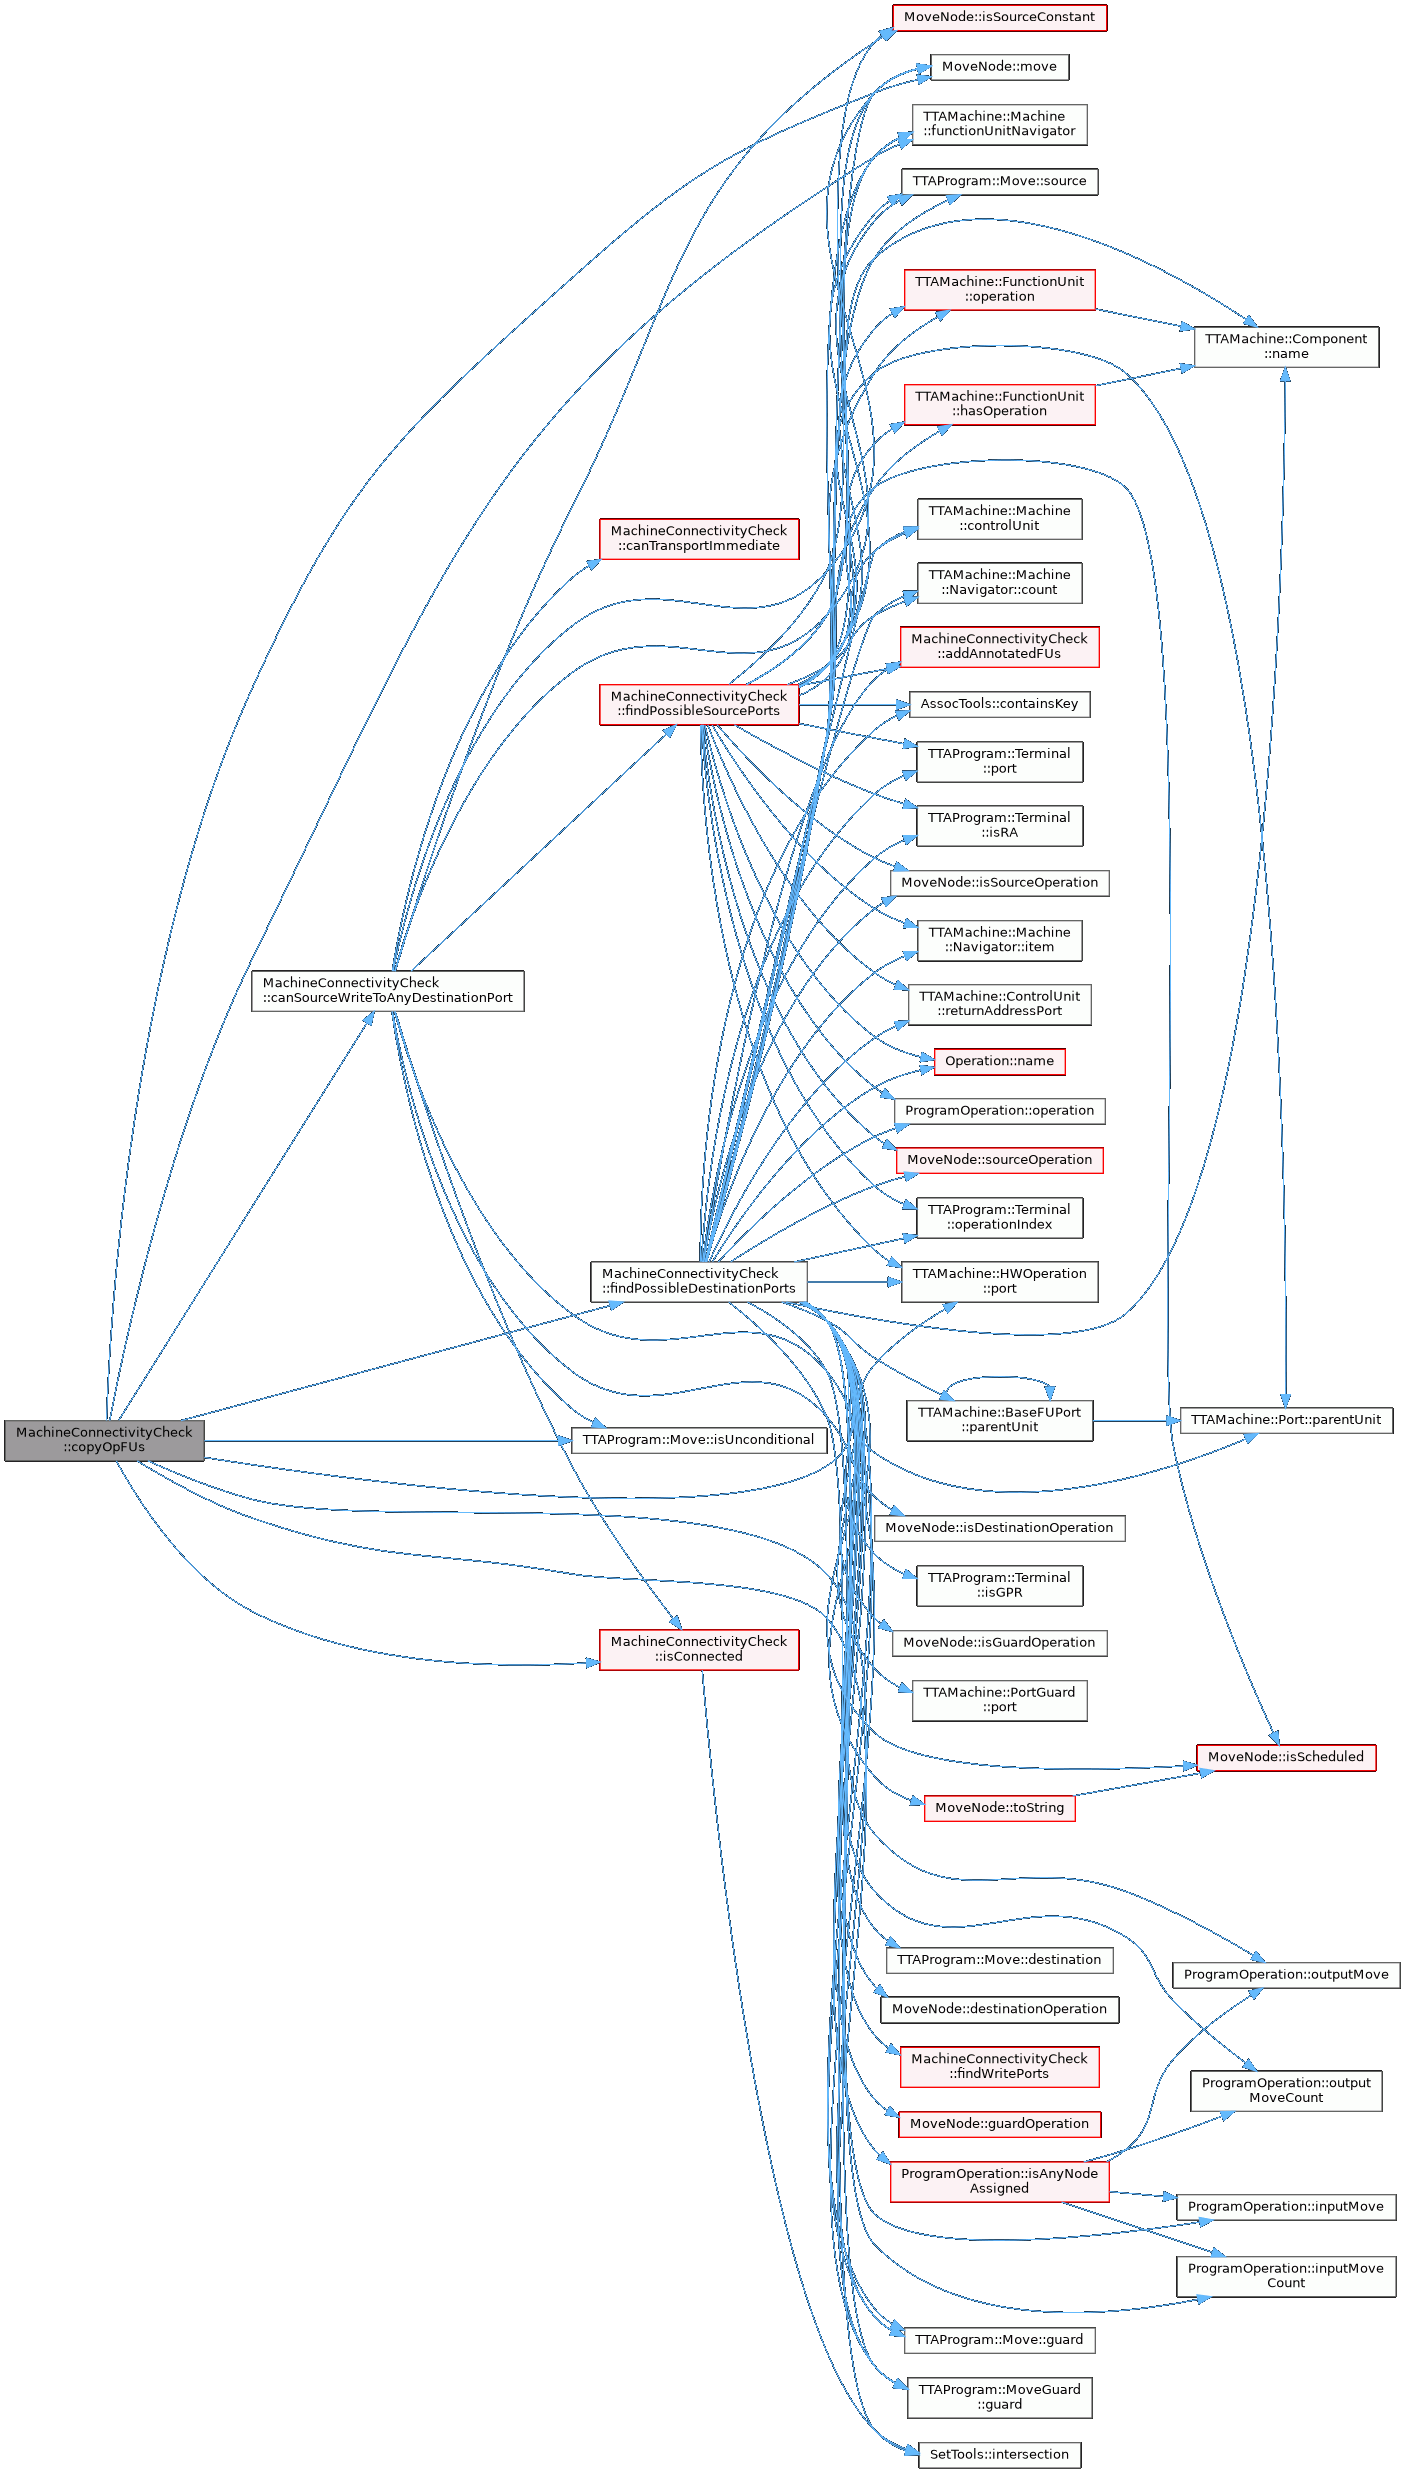 MoveNode::isSourceConstant
MoveNode::move
TTAMachine::Machine
::functionUnitNavigator
TTAProgram::Move::source
TTAMachine::FunctionUnit
::operation
TTAMachine::Component
::name
TTAMachine::FunctionUnit
::hasOperation
TTAMachine::Machine
::controlUnit
MachineConnectivityCheck
::canTransportImmediate
TTAMachine::Machine
::Navigator::count
MachineConnectivityCheck
::addAnnotatedFUs
MachineConnectivityCheck
::findPossibleSourcePorts
AssocTools::containsKey
TTAProgram::Terminal
::port
TTAProgram::Terminal
::isRA
MoveNode::isSourceOperation
TTAMachine::Machine
::Navigator::item
MachineConnectivityCheck
::canSourceWriteToAnyDestinationPort
TTAMachine::ControlUnit
::returnAddressPort
Operation::name
ProgramOperation::operation
MoveNode::sourceOperation
TTAProgram::Terminal
::operationIndex
MachineConnectivityCheck
::findPossibleDestinationPorts
TTAMachine::HWOperation
::port
TTAMachine::BaseFUPort
::parentUnit
TTAMachine::Port::parentUnit
MachineConnectivityCheck
::copyOpFUs
TTAProgram::Move::isUnconditional
MoveNode::isDestinationOperation
TTAProgram::Terminal
::isGPR
MoveNode::isGuardOperation
MachineConnectivityCheck
::isConnected
TTAMachine::PortGuard
::port
MoveNode::isScheduled
MoveNode::toString
TTAProgram::Move::destination
ProgramOperation::outputMove
MoveNode::destinationOperation
MachineConnectivityCheck
::findWritePorts
ProgramOperation::output
MoveCount
MoveNode::guardOperation
ProgramOperation::isAnyNode
Assigned
ProgramOperation::inputMove
ProgramOperation::inputMove
Count
TTAProgram::Move::guard
TTAProgram::MoveGuard
::guard
SetTools::intersection